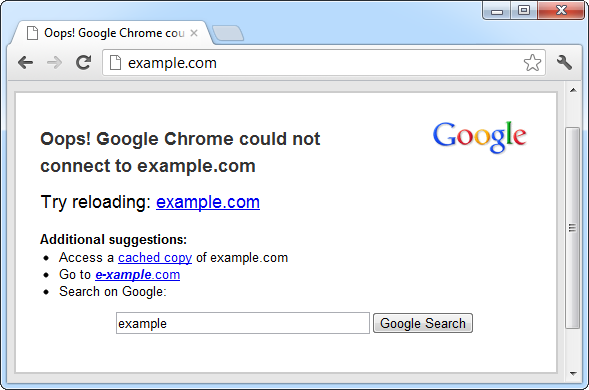 Oops! Google Chrome cou
example.com
Oops! Google Chrome could not
connect to example.com
Google
Try reloading: example.com
Additional suggestions:
Access a cached copy of example.com
Go to e-xample.com
Search on Google:
example
Google Search